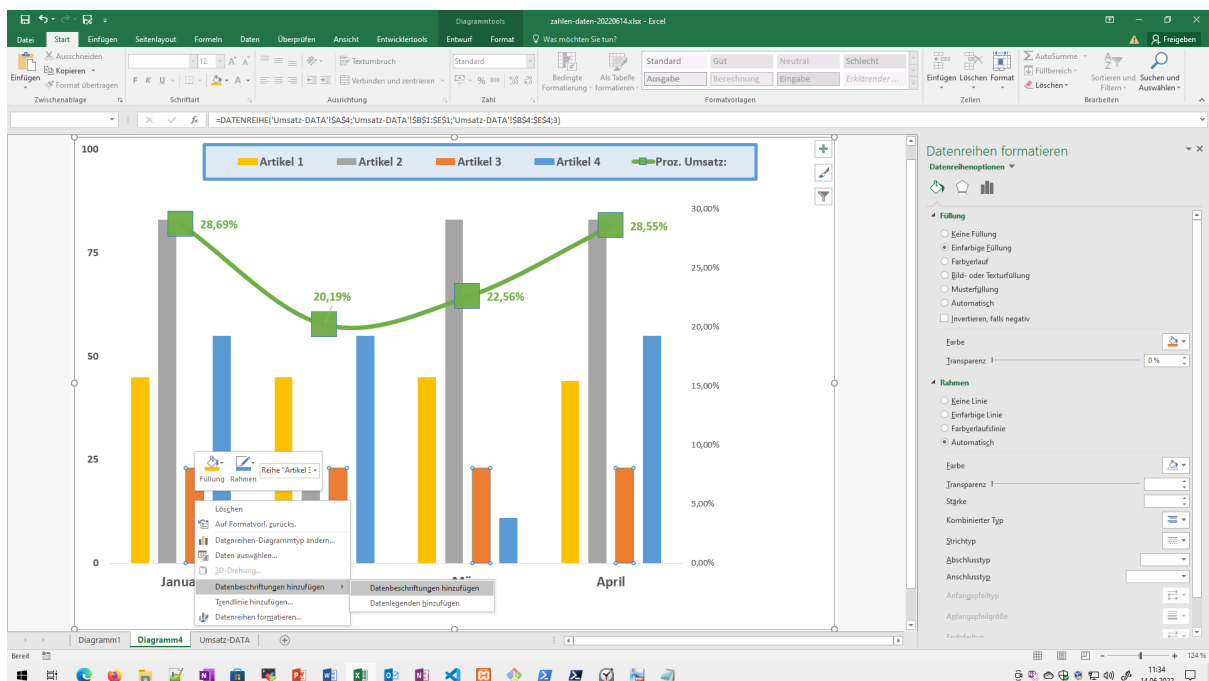 Diagrammtools
zahlen-daten-20220614.xlsx - Excel
Datei Start Einfügen Seitenlayout Formeln Daten Überprüfen Ansicht Entwicklertools Entwurf Format Was möchten Sie tun? Freigeben
Einfügen
Ausschneiden
Kopieren
Format übertragen
Zwischenablage
12
F K U
Schriftart
Textumbruch
Verbinden und zentrieren
Ausrichtung
Standard
% 000
Zahl
Bedingte Formatierung
Als Tabelle formatieren
Standard Gut Neutral Schlecht
Ausgabe Berechnung Eingabe Erklärender ...
Formatvorlagen
Einfügen Löschen Format
Zellen
AutoSumme
Füllbereich
Löschen
Sortieren und Filtern
Suchen und Auswählen
Bearbeiten
fx =DATENREIHE('Umsatz-DATA'!$A$4;'Umsatz-DATA'!$B$1:$E$1;'Umsatz-DATA'!$B$4:$E$4;3)
Artikel 1 Artikel 2 Artikel 3 Artikel 4 Proz. Umsatz:
100
75
50
25
0
28,69%
20,19%
22,56%
28,55%
30,00%
25,00%
20,00%
15,00%
10,00%
5,00%
0,00%
Janua
April
Füllung Rahmen Reihe "Artikel 3
Löschen
Auf Formatvorl. zurücks.
Datenreihen-Diagrammtyp ändern...
Daten auswählen...
3D-Drehung...
Datenbeschriftungen hinzufügen
Trendlinie hinzufügen...
Datenreihen formatieren...
Datenbeschriftungen hinzufügen
Datenlegenden hinzufügen
Datenreihen formatieren
Datenreihenoptionen
Füllung
Keine Füllung
Einfarbige Füllung
Farbverlauf
Bild- oder Texturfüllung
Musterfüllung
Automatisch
Invertieren, falls negativ
Farbe
Transparenz 0 %
Rahmen
Keine Linie
Einfarbige Linie
Farbverlaufslinie
Automatisch
Farbe
Transparenz
Stärke
Kombinierter Typ
Strichtyp
Abschlusstyp
Anschlusstyp
Anfangspfeiltyp
Anfangspfeilgröße
Diagramm1 Diagramm4 Umsatz-DATA
Bereit
124 %
11:34
14.06.2022